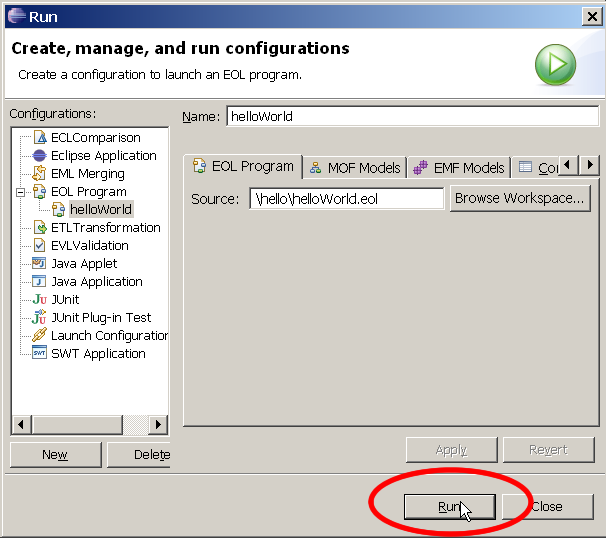 Run
Create, manage, and run configurations
Create a configuration to launch an EOL program.
Configurations:
ECLComparison
Eclipse Application
EML Merging
EOL Program
helloWorld
ETLTransformation
EVLValidation
Java Applet
Java Application
JUnit
JUnit Plug-in Test
Launch Configuration
SWT Application
New
Delete
Name: helloWorld
EOL Program
MOF Models
EMF Models
Co
Source: \hello\helloWorld.eol
Browse Workspace...
Apply
Revert
Run
Close